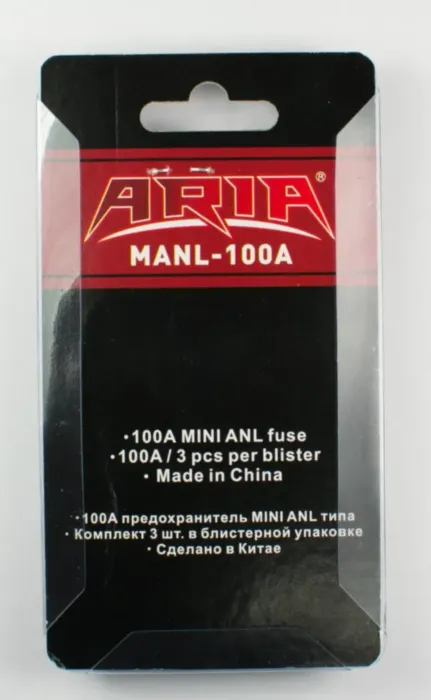 ARIA®
MANL-100A
·100A MINI ANL fuse
·100A / 3 pcs per blister
· Made in China
·100А предохранитель MINI ANL типа
· Комплект 3 шт. в блистерной упаковке
· Сделано в Китае